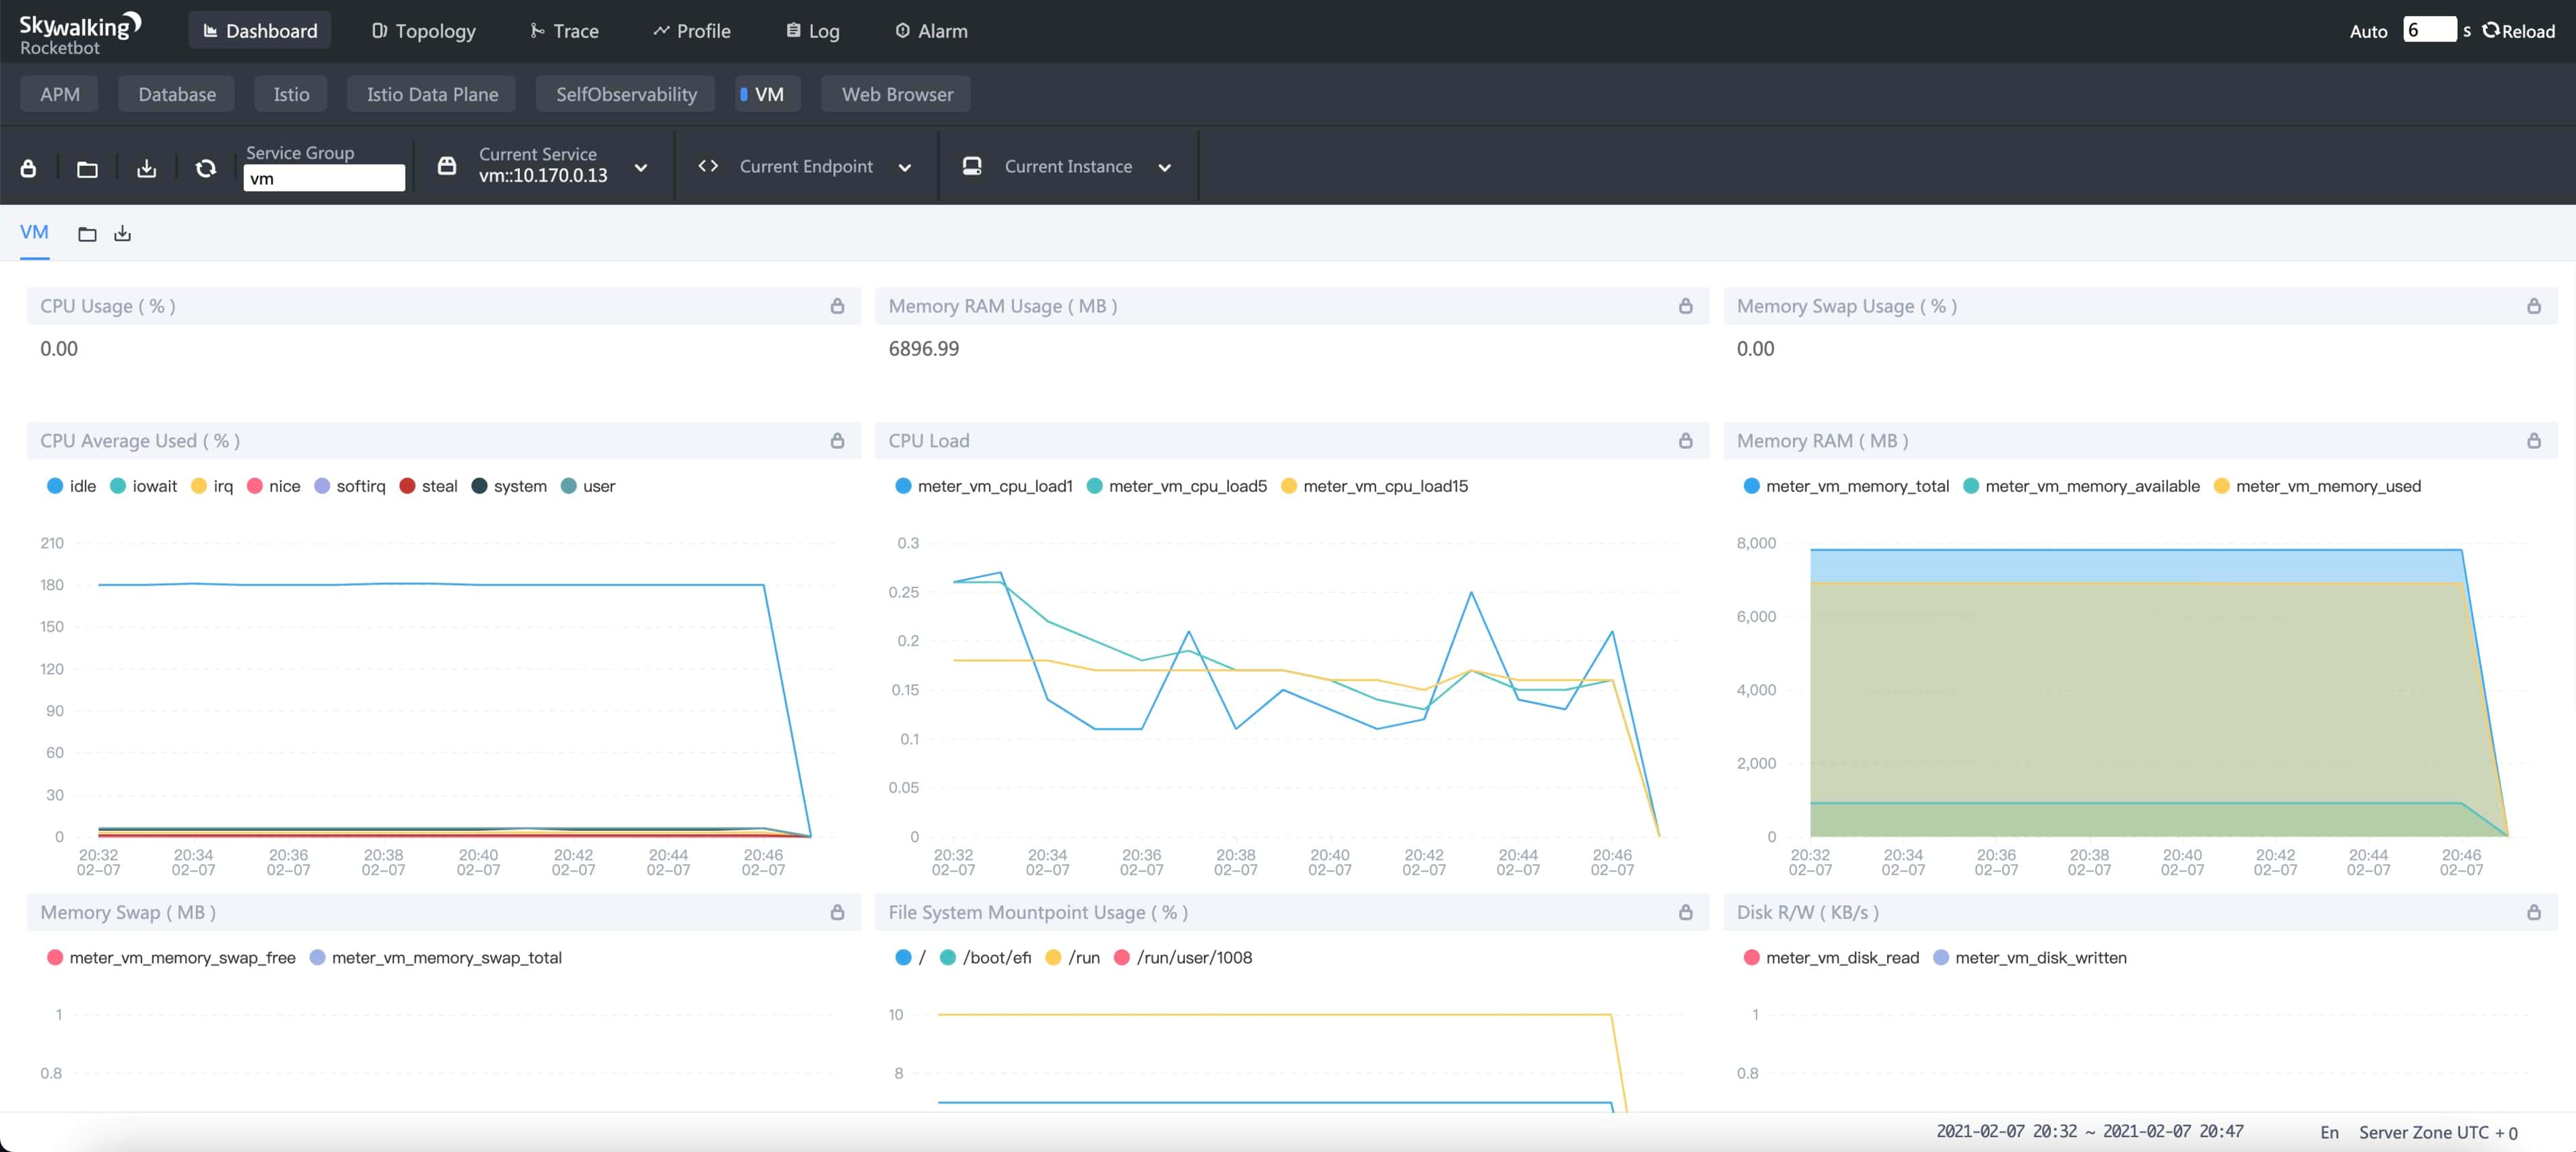 Skywalking
Rocketbot
Dashboard
Topology
Trace
Profile
Log
Alarm
Auto 6 s Reload
APM
Database
Istio
Istio Data Plane
SelfObservability
VM
Web Browser
Service Group
vm
Current Service
vm::10.170.0.13
Current Endpoint
Current Instance
VM
CPU Usage ( % )
0.00
Memory RAM Usage ( MB )
6896.99
Memory Swap Usage ( % )
0.00
CPU Average Used ( % )
idle iowait irq nice softirq steal system user
210
180
150
120
90
60
30
0
20:32 20:34 20:36 20:38 20:40 20:42 20:44 20:46
02-07 02-07 02-07 02-07 02-07 02-07 02-07 02-07
CPU Load
meter_vm_cpu_load1 meter_vm_cpu_load5 meter_vm_cpu_load15
0.3
0.25
0.2
0.15
0.1
0.05
0
20:32 20:34 20:36 20:38 20:40 20:42 20:44 20:46
02-07 02-07 02-07 02-07 02-07 02-07 02-07 02-07
Memory RAM ( MB )
meter_vm_memory_total meter_vm_memory_available meter_vm_memory_used
8,000
6,000
4,000
2,000
0
20:32 20:34 20:36 20:38 20:40 20:42 20:44 20:46
02-07 02-07 02-07 02-07 02-07 02-07 02-07 02-07
Memory Swap ( MB )
meter_vm_memory_swap_free meter_vm_memory_swap_total
1
0.8
File System Mountpoint Usage ( % )
/ /boot/efi /run /run/user/1008
10
8
Disk R/W ( KB/s )
meter_vm_disk_read meter_vm_disk_written
1
0.8
2021-02-07 20:32 ~ 2021-02-07 20:47
En
Server Zone UTC + 0